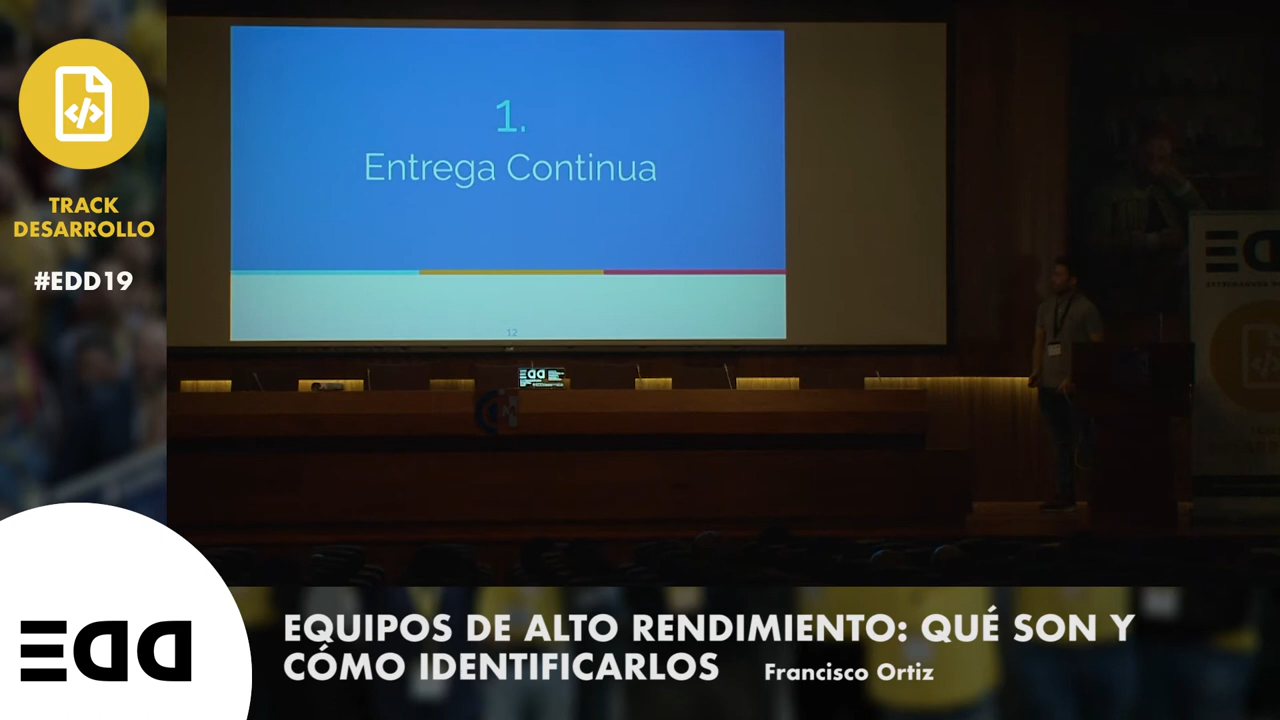 1.
Entrega Continua
12
TRACK
DESARROLLO
#EDD19
EDD
EQUIPOS DE ALTO RENDIMIENTO: QUÉ SON Y
CÓMO IDENTIFICARLOS
Francisco Ortiz